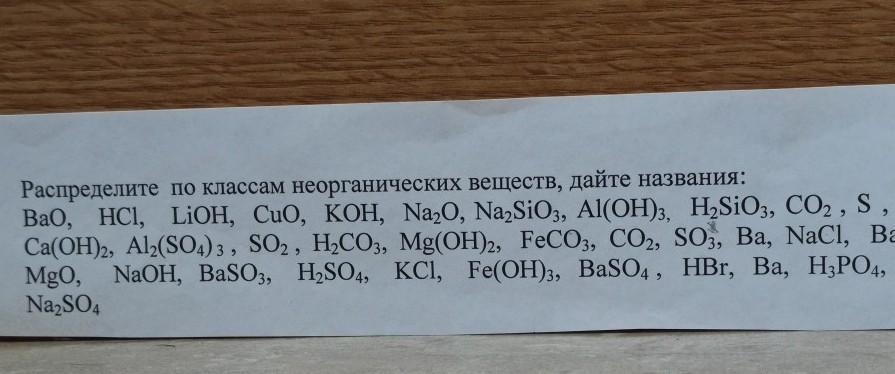 Распределите по классам неорганических веществ, дайте названия:
BaO, HCl, LiOH, CuO, KOH, Na₂O, Na₂SiO₃, Al(OH)₃, H₂SiO₃, CO₂ , S ,
Ca(OH)₂, Al₂(SO₄)₃ , SO₂ , H₂CO₃, Mg(OH)₂, FeCO₃, CO₂, SO₃, Ba, NaCl,
MgO, NaOH, BaSO₃, H₂SO₄, KCl, Fe(OH)₃, BaSO₄ , HBr, Ba, H₃PO₄,
Na₂SO₄